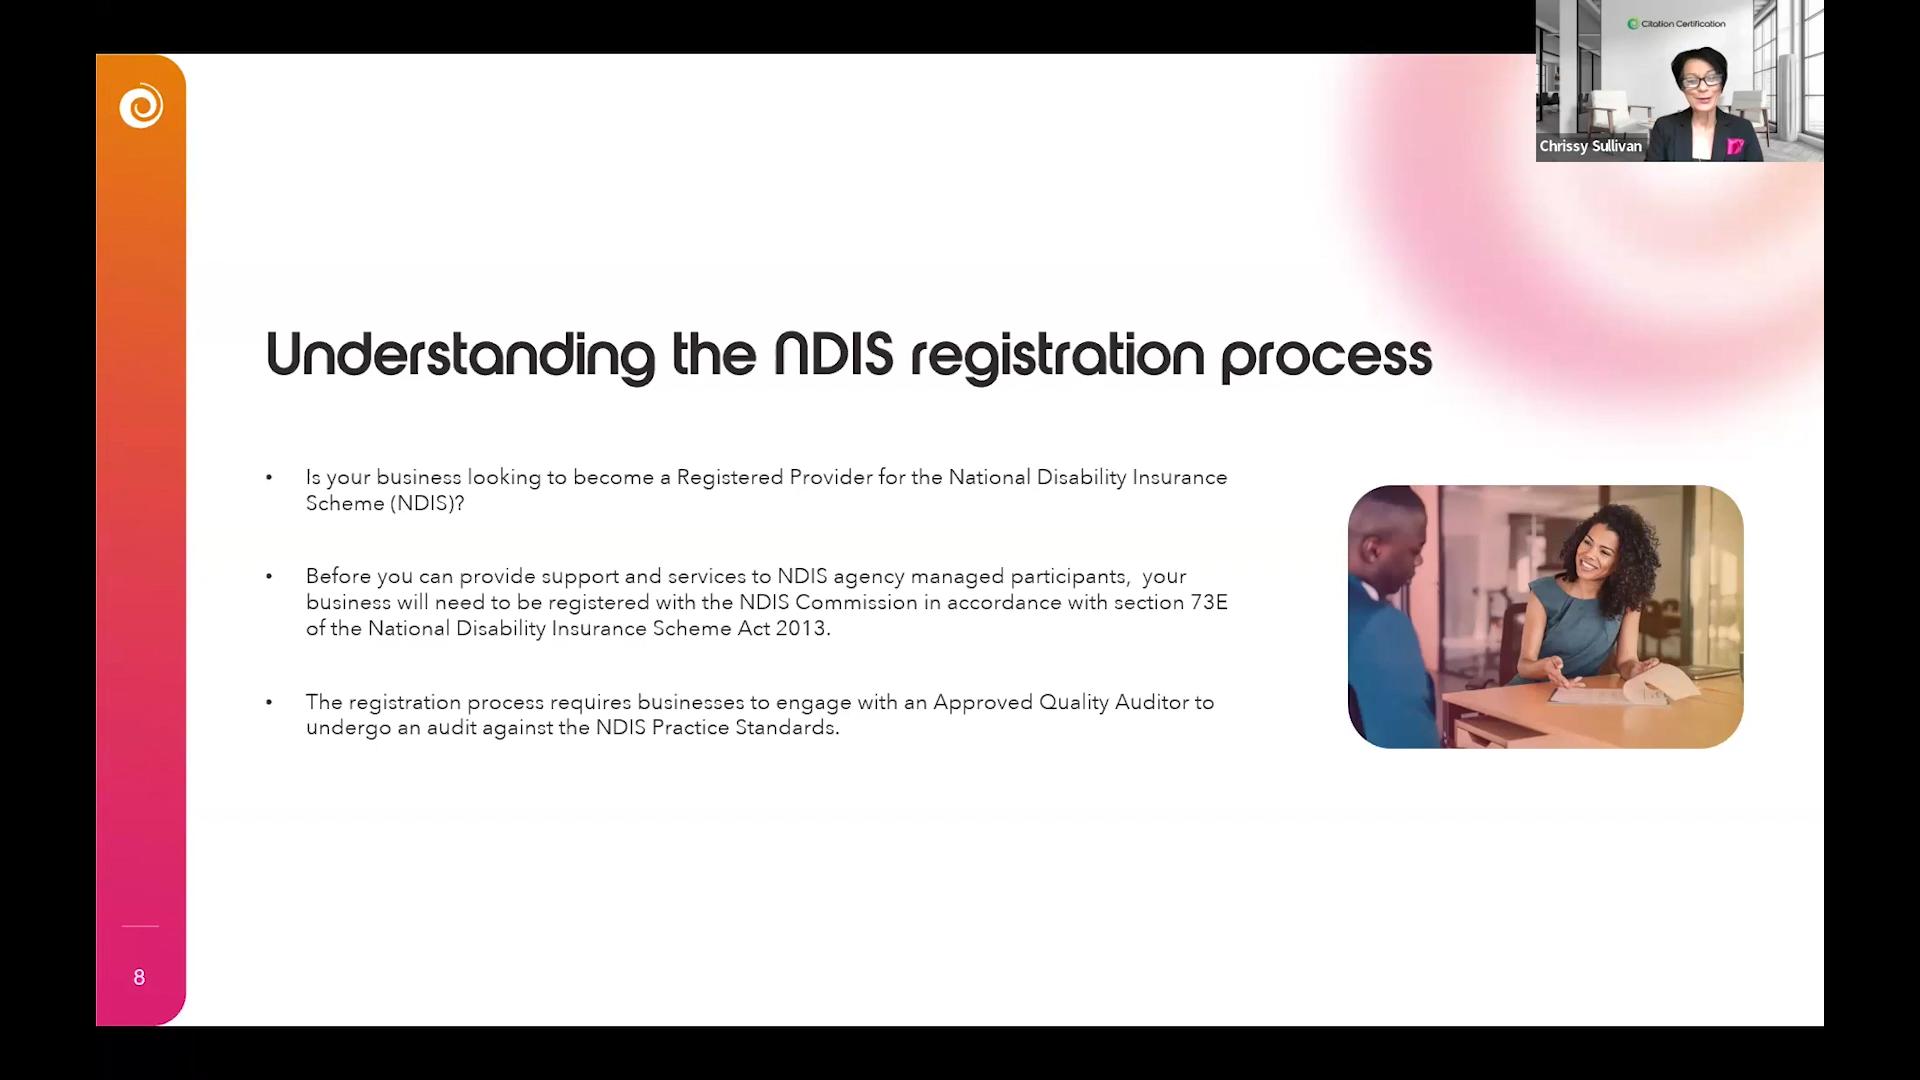 Citation Certification
Chrissy Sullivan
Understanding the NDIS registration process
• Is your business looking to become a Registered Provider for the National Disability Insurance
Scheme (NDIS)?
• Before you can provide support and services to NDIS agency managed participants,  your
business will need to be registered with the NDIS Commission in accordance with section 73E
of the National Disability Insurance Scheme Act 2013.
• The registration process requires businesses to engage with an Approved Quality Auditor to
undergo an audit against the NDIS Practice Standards.
8